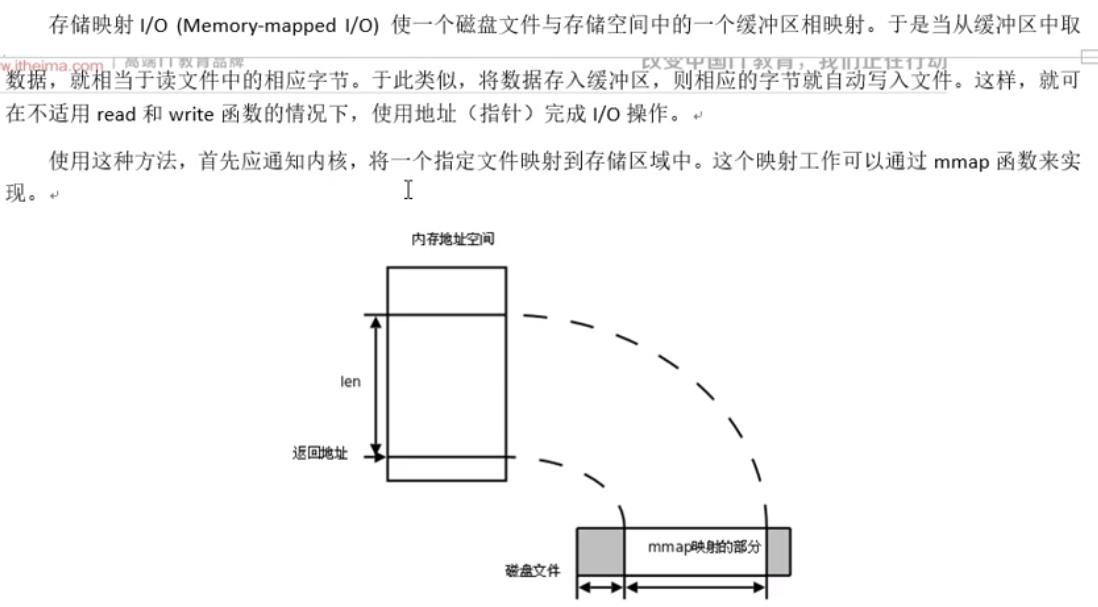 存储映射 I/O (Memory-mapped I/O) 使一个磁盘文件与存储空间中的一个缓冲区相映射。于是当从缓冲区中取
w.itheima.com | 高端IT教育品牌 改变中国IT教育，我们正在行动
数据，就相当于读文件中的相应字节。于此类似，将数据存入缓冲区，则相应的字节就自动写入文件。这样，就可
在不适用 read 和 write 函数的情况下，使用地址（指针）完成 I/O 操作。
使用这种方法，首先应通知内核，将一个指定文件映射到存储区域中。这个映射工作可以通过 mmap 函数来实
现。
内存地址空间
len
返回地址
mmap映射的部分
磁盘文件